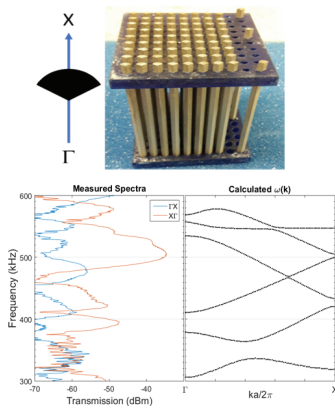 X
Γ
Measured Spectra
Calculated ω(k)
600
500
400
300
Frequency (kHz)
ΓX
XΓ
-70
-60
-50
-40
Transmission (dBm)
Γ
X
ka/2π